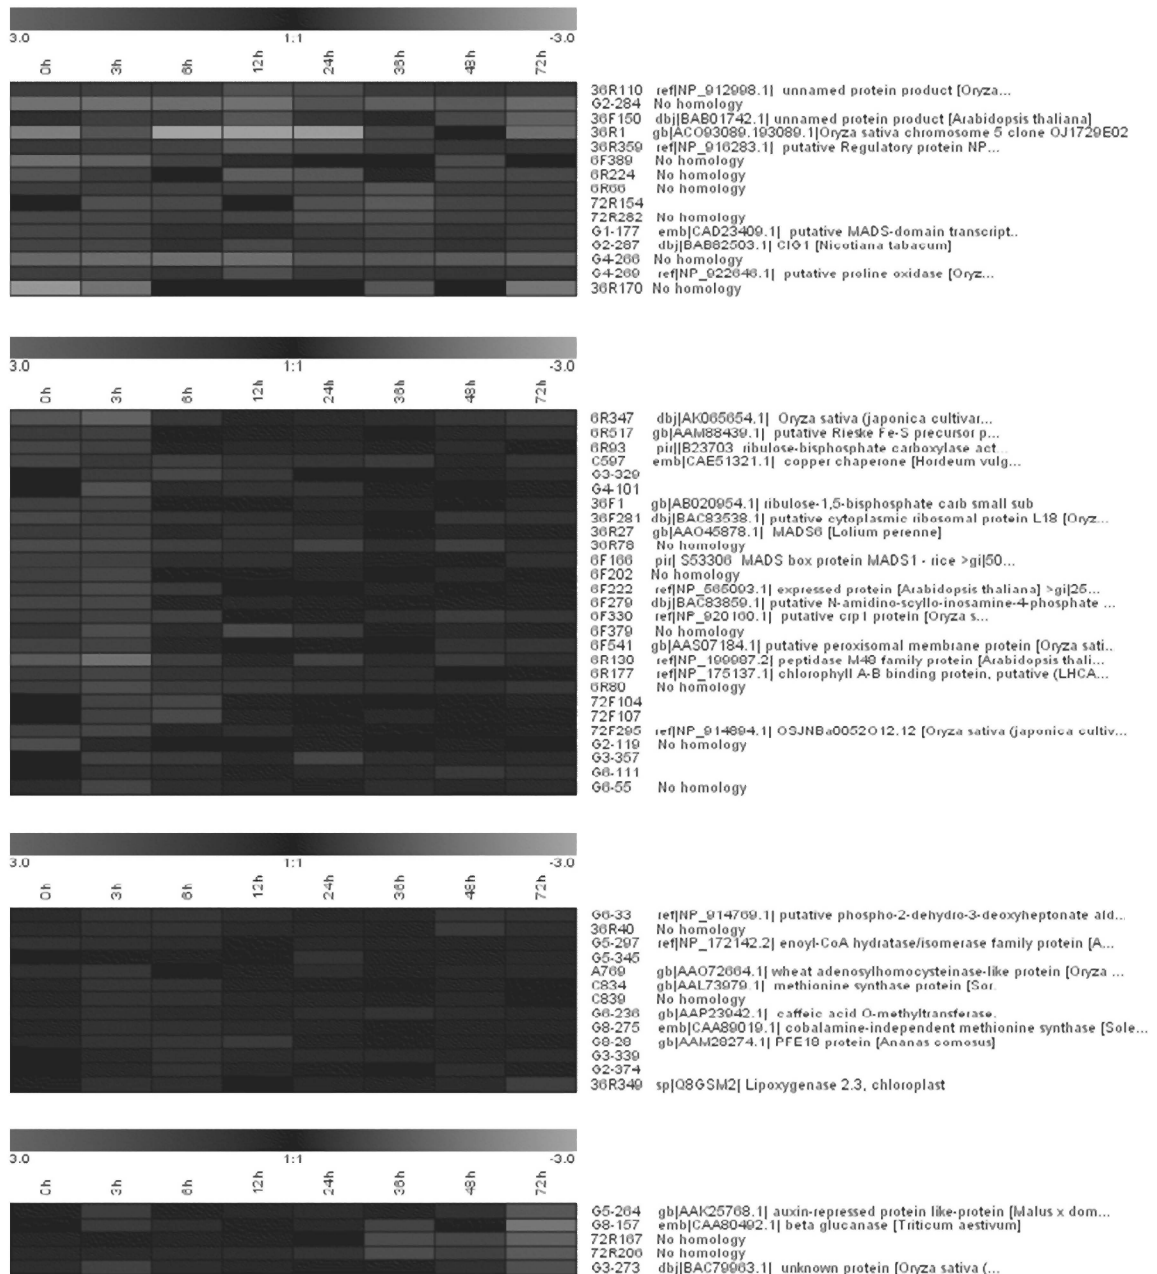 3.0 1:1 -3.0
0h 3h 6h 12h 24h 36h 48h 72h
36R110 ref|NP_912998.1| unnamed protein product [Oryza...
G2-284 No homology
36F150 dbj|BAB01742.1| unnamed protein product [Arabidopsis thaliana]
36R1 gb|AC093089.193089.1|Oryza sativa chromosome 5 clone OJ1729E02
36R359 ref|NP_916283.1| putative Regulatory protein NP...
6F389 No homology
6R224 No homology
6R66 No homology
72R154
72R282 No homology
G1-177 emb|CAD23409.1| putative MADS-domain transcript..
G2-287 dbj|BAB82503.1| CIG1 [Nicotiana tabacum]
G4-266 No homology
G4-269 ref|NP_922646.1| putative proline oxidase [Oryz...
36R170 No homology
3.0 1:1 -3.0
0h 3h 6h 12h 24h 36h 48h 72h
6R347 dbj|AK065654.1| Oryza sativa (japonica cultivar...
6R517 gb|AAM88439.1| putative Rieske Fe-S precursor p...
6R93 pir||B23703 ribulose-bisphosphate carboxylase act...
C597 emb|CAE51321.1| copper chaperone [Hordeum vulg...
G3-329
G4-101
36F1 gb|AB020954.1| ribulose-1,5-bisphosphate carb small sub
36F281 dbj|BAC83538.1| putative cytoplasmic ribosomal protein L18 [Oryz...
36R27 gb|AAO45878.1| MADS6 [Lolium perenne]
36R78 No homology
6F166 pir| S53306 MADS box protein MADS1 - rice >gi|50...
6F202 No homology
6F222 ref|NP_565093.1| expressed protein [Arabidopsis thaliana] >gi|25...
6F279 dbj|BAC83859.1| putative N-amidino-scyllo-inosamine-4-phosphate ...
6F330 ref|NP_920160.1| putative crp1 protein [Oryza s...
6F379 No homology
6F541 gb|AAS07184.1| putative peroxisomal membrane protein [Oryza sati..
6R130 ref|NP_199987.2| peptidase M48 family protein [Arabidopsis thali...
6R177 ref|NP_175137.1| chlorophyll A-B binding protein, putative (LHCA...
6R80 No homology
72F104
72F107
72F295 ref|NP_914894.1| OSJNBa0052O12.12 [Oryza sativa (japonica cultiv...
G2-119 No homology
G3-357
G6-111
G6-55 No homology
3.0 1:1 -3.0
0h 3h 6h 12h 24h 36h 48h 72h
G6-33 ref|NP_914769.1| putative phospho-2-dehydro-3-deoxyheptonate ald...
36R40 No homology
G5-297 ref|NP_172142.2| enoyl-CoA hydratase/isomerase family protein [A...
G5-345
A769 gb|AAO72664.1| wheat adenosylhomocysteinase-like protein [Oryza ...
C834 gb|AAL73979.1| methionine synthase protein [Sor.
C839 No homology
G6-236 gb|AAP23942.1| caffeic acid O-methyltransferase.
G8-275 emb|CAA89019.1| cobalamine-independent methionine synthase [Sole...
G8-28 gb|AAM28274.1| PFE18 protein [Ananas comosus]
G3-339
G2-374
36R349 sp|Q8GSM2| Lipoxygenase 2.3, chloroplast
3.0 1:1 -3.0
0h 3h 6h 12h 24h 36h 48h 72h
G5-264 gb|AAK25768.1| auxin-repressed protein like-protein [Malus x dom...
G8-157 emb|CAA80492.1| beta glucanase [Triticum aestivum]
72R167 No homology
72R206 No homology
G3-273 dbj|BAC79963.1| unknown protein [Oryza sativa (...